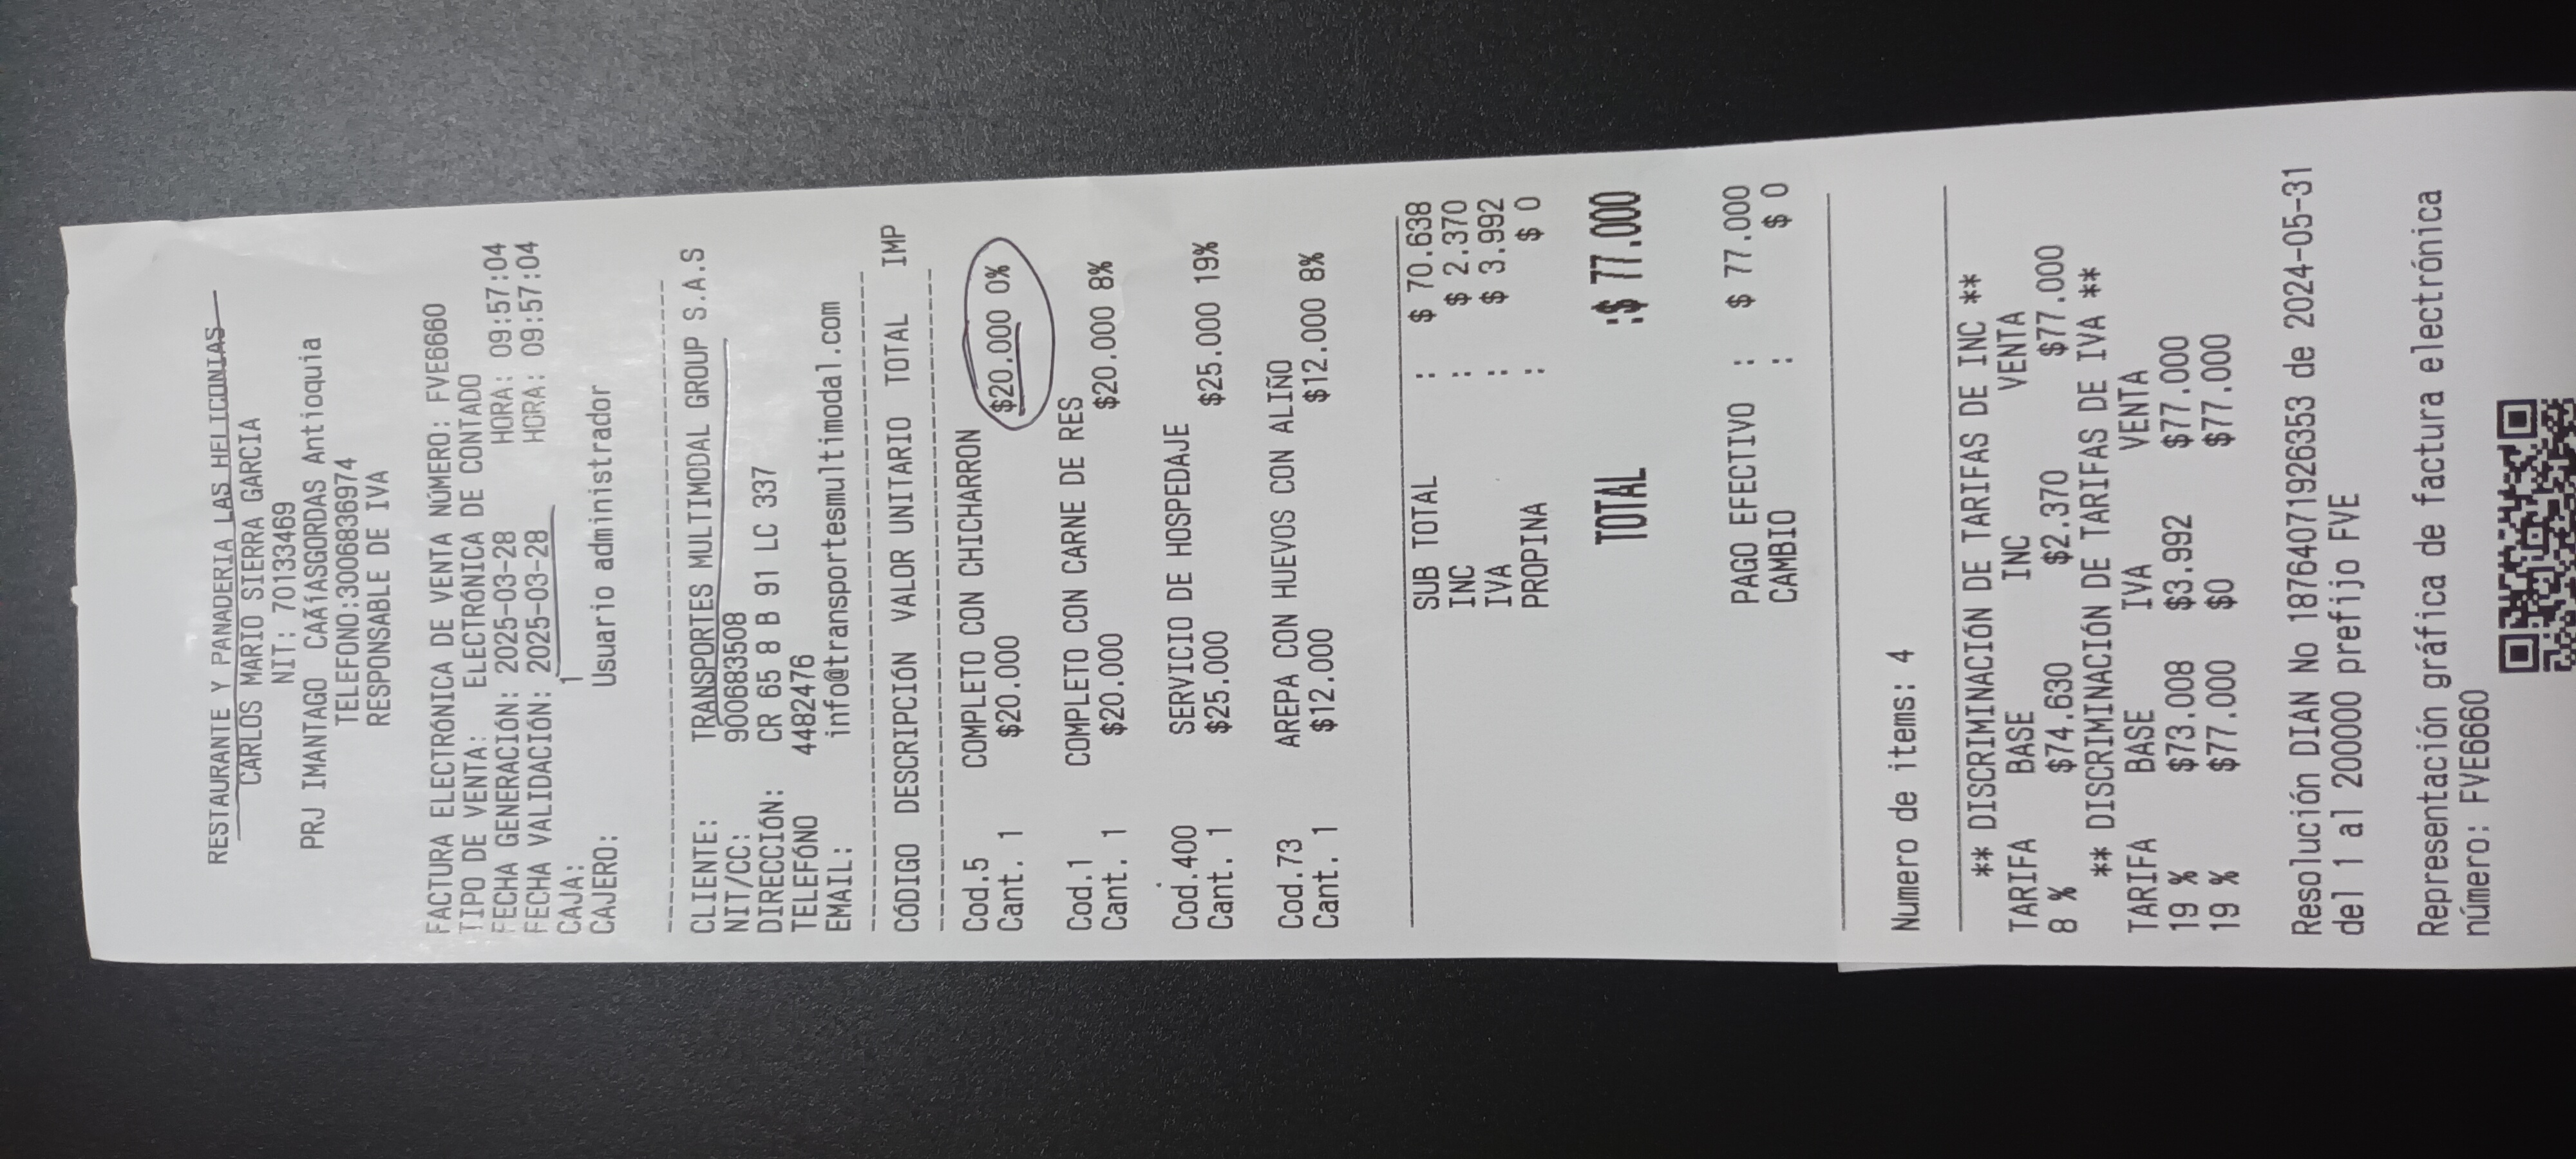 RESTAURANTE Y PANADERIA LAS HELICONIAS
CARLOS MARIO SIERRA GARCIA
NIT: 70133469
PRJ IMANTAGO CAÃ­ASGORDAS Antioquia
TELEFONO:3006836974
RESPONSABLE DE IVA
FACTURA ELECTRÓNICA DE VENTA NÚMERO: FVE6660
TIPO DE VENTA: ELECTRÓNICA DE CONTADO
FECHA GENERACIÓN: 2025-03-28 HORA: 09:57:04
FECHA VALIDACIÓN: 2025-03-28 HORA: 09:57:04
CAJA: 1
CAJERO: Usuario administrador
CLIENTE: TRANSPORTES MULTIMODAL GROUP S.A.S
NIT/CC: 900683508
DIRECCIÓN: CR 65 8 B 91 LC 337
TELEFÓNO 4482476
EMAIL: info@transportesmultimodal.com
CóDIGO DESCRIPCIÓN VALOR UNITARIO TOTAL IMP
Cod.5 COMPLETO CON CHICHARRON
Cant. 1 $20.000 $20.000 0%
Cod.1 COMPLETO CON CARNE DE RES
Cant. 1 $20.000 $20.000 8%
Cod.400 SERVICIO DE HOSPEDAJE
Cant. 1 $25.000 $25.000 19%
Cod.73 AREPA CON HUEVOS CON ALIÑO
Cant. 1 $12.000 $12.000 8%
SUB TOTAL : $ 70.638
INC : $ 2.370
IVA : $ 3.992
PROPINA : $ 0
TOTAL :$ 77.000
PAGO EFECTIVO : $ 77.000
CAMBIO : $ 0
Numero de items: 4
** DISCRIMINACIÓN DE TARIFAS DE INC **
TARIFA BASE INC VENTA
8 % $74.630 $2.370 $77.000
** DISCRIMINACIÓN DE TARIFAS DE IVA **
TARIFA BASE IVA VENTA
19 % $73.008 $3.992 $77.000
19 % $77.000 $0 $77.000
Resolución DIAN No 18764071926353 de 2024-05-31
del 1 al 200000 prefijo FVE
Representación gráfica de factura electrónica
número: FVE6660